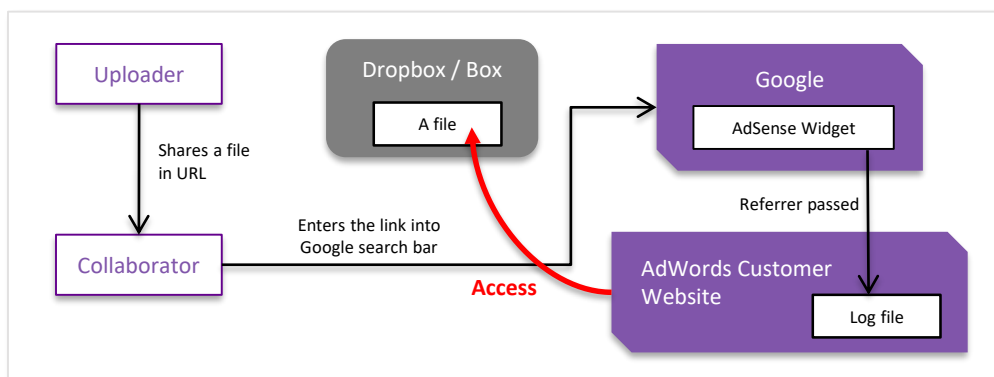 Uploader
Dropbox / Box
Google
A file
AdSense Widget
Shares a file
in URL
Referrer passed
Enters the link into
Google search bar
Collaborator
Access
AdWords Customer
Website
Log file